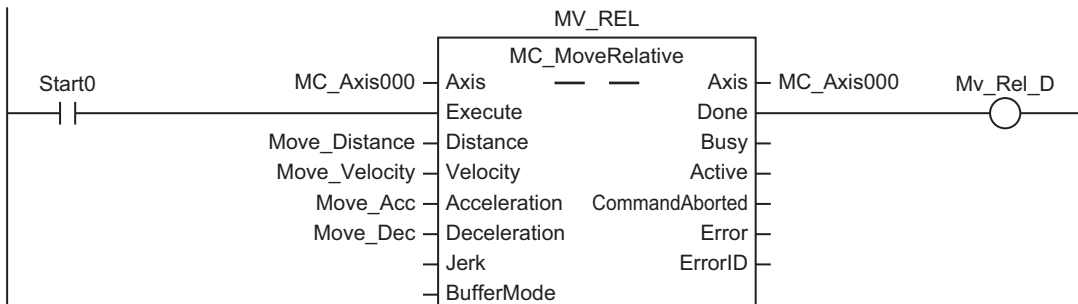 MV_REL
MC_MoveRelative
Start0 MC_Axis000 Axis Axis MC_Axis000 Mv_Rel_D
Execute Done
Move_Distance Distance Busy
Move_Velocity Velocity Active
Move_Acc Acceleration CommandAborted
Move_Dec Deceleration Error
Jerk ErrorID
BufferMode